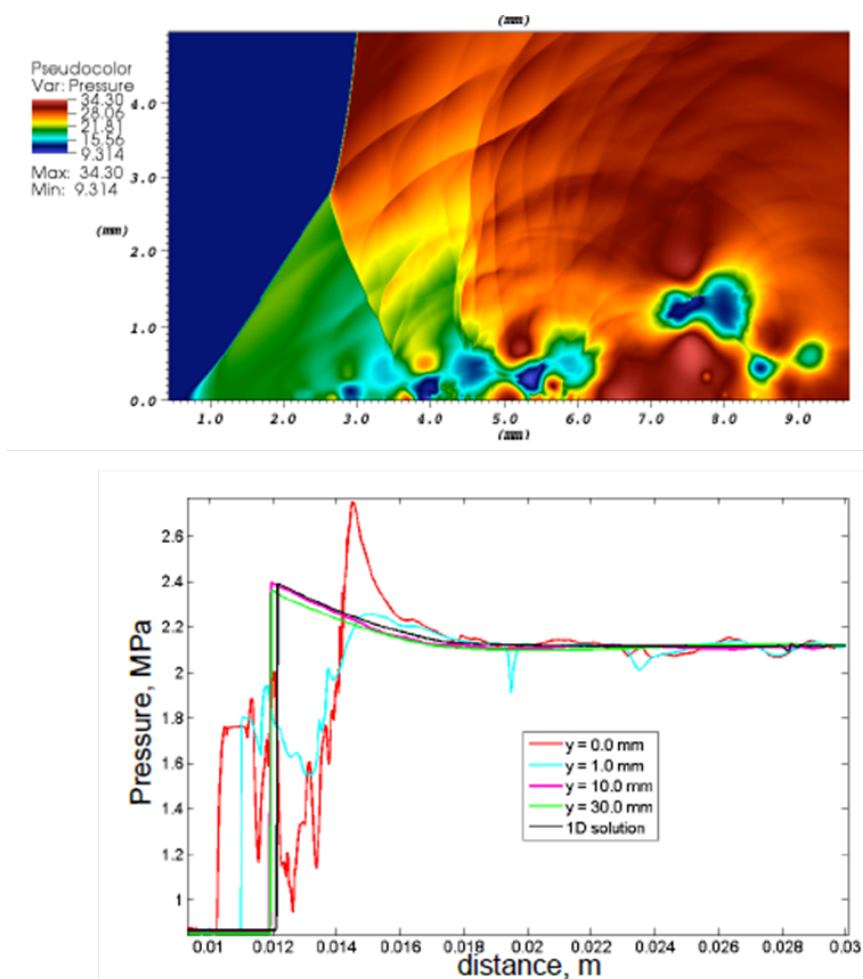 (mm)
Pseudocolor
Var: Pressure
34.30
28.06
21.81
15.56
9.314
Max: 34.30
Min: 9.314
4.0
3.0
(mm)
2.0
1.0
0.0
1.0 2.0 3.0 4.0 5.0 6.0 7.0 8.0 9.0
(mm)
Pressure, MPa
2.6
2.4
2.2
2
1.8
1.6
1.4
1.2
1
y = 0.0 mm
y = 1.0 mm
y = 10.0 mm
y = 30.0 mm
1D solution
0.01 0.012 0.014 0.016 0.018 0.02 0.022 0.024 0.026 0.028 0.03
distance, m